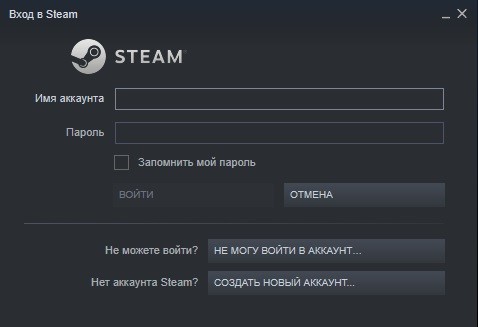 Вход в Steam
STEAM®
Имя аккаунта
Пароль
Запомнить мой пароль
ВОЙТИ
ОТМЕНА
Не можете войти?
НЕ МОГУ ВОЙТИ В АККАУНТ...
Нет аккаунта Steam?
СОЗДАТЬ НОВЫЙ АККАУНТ...